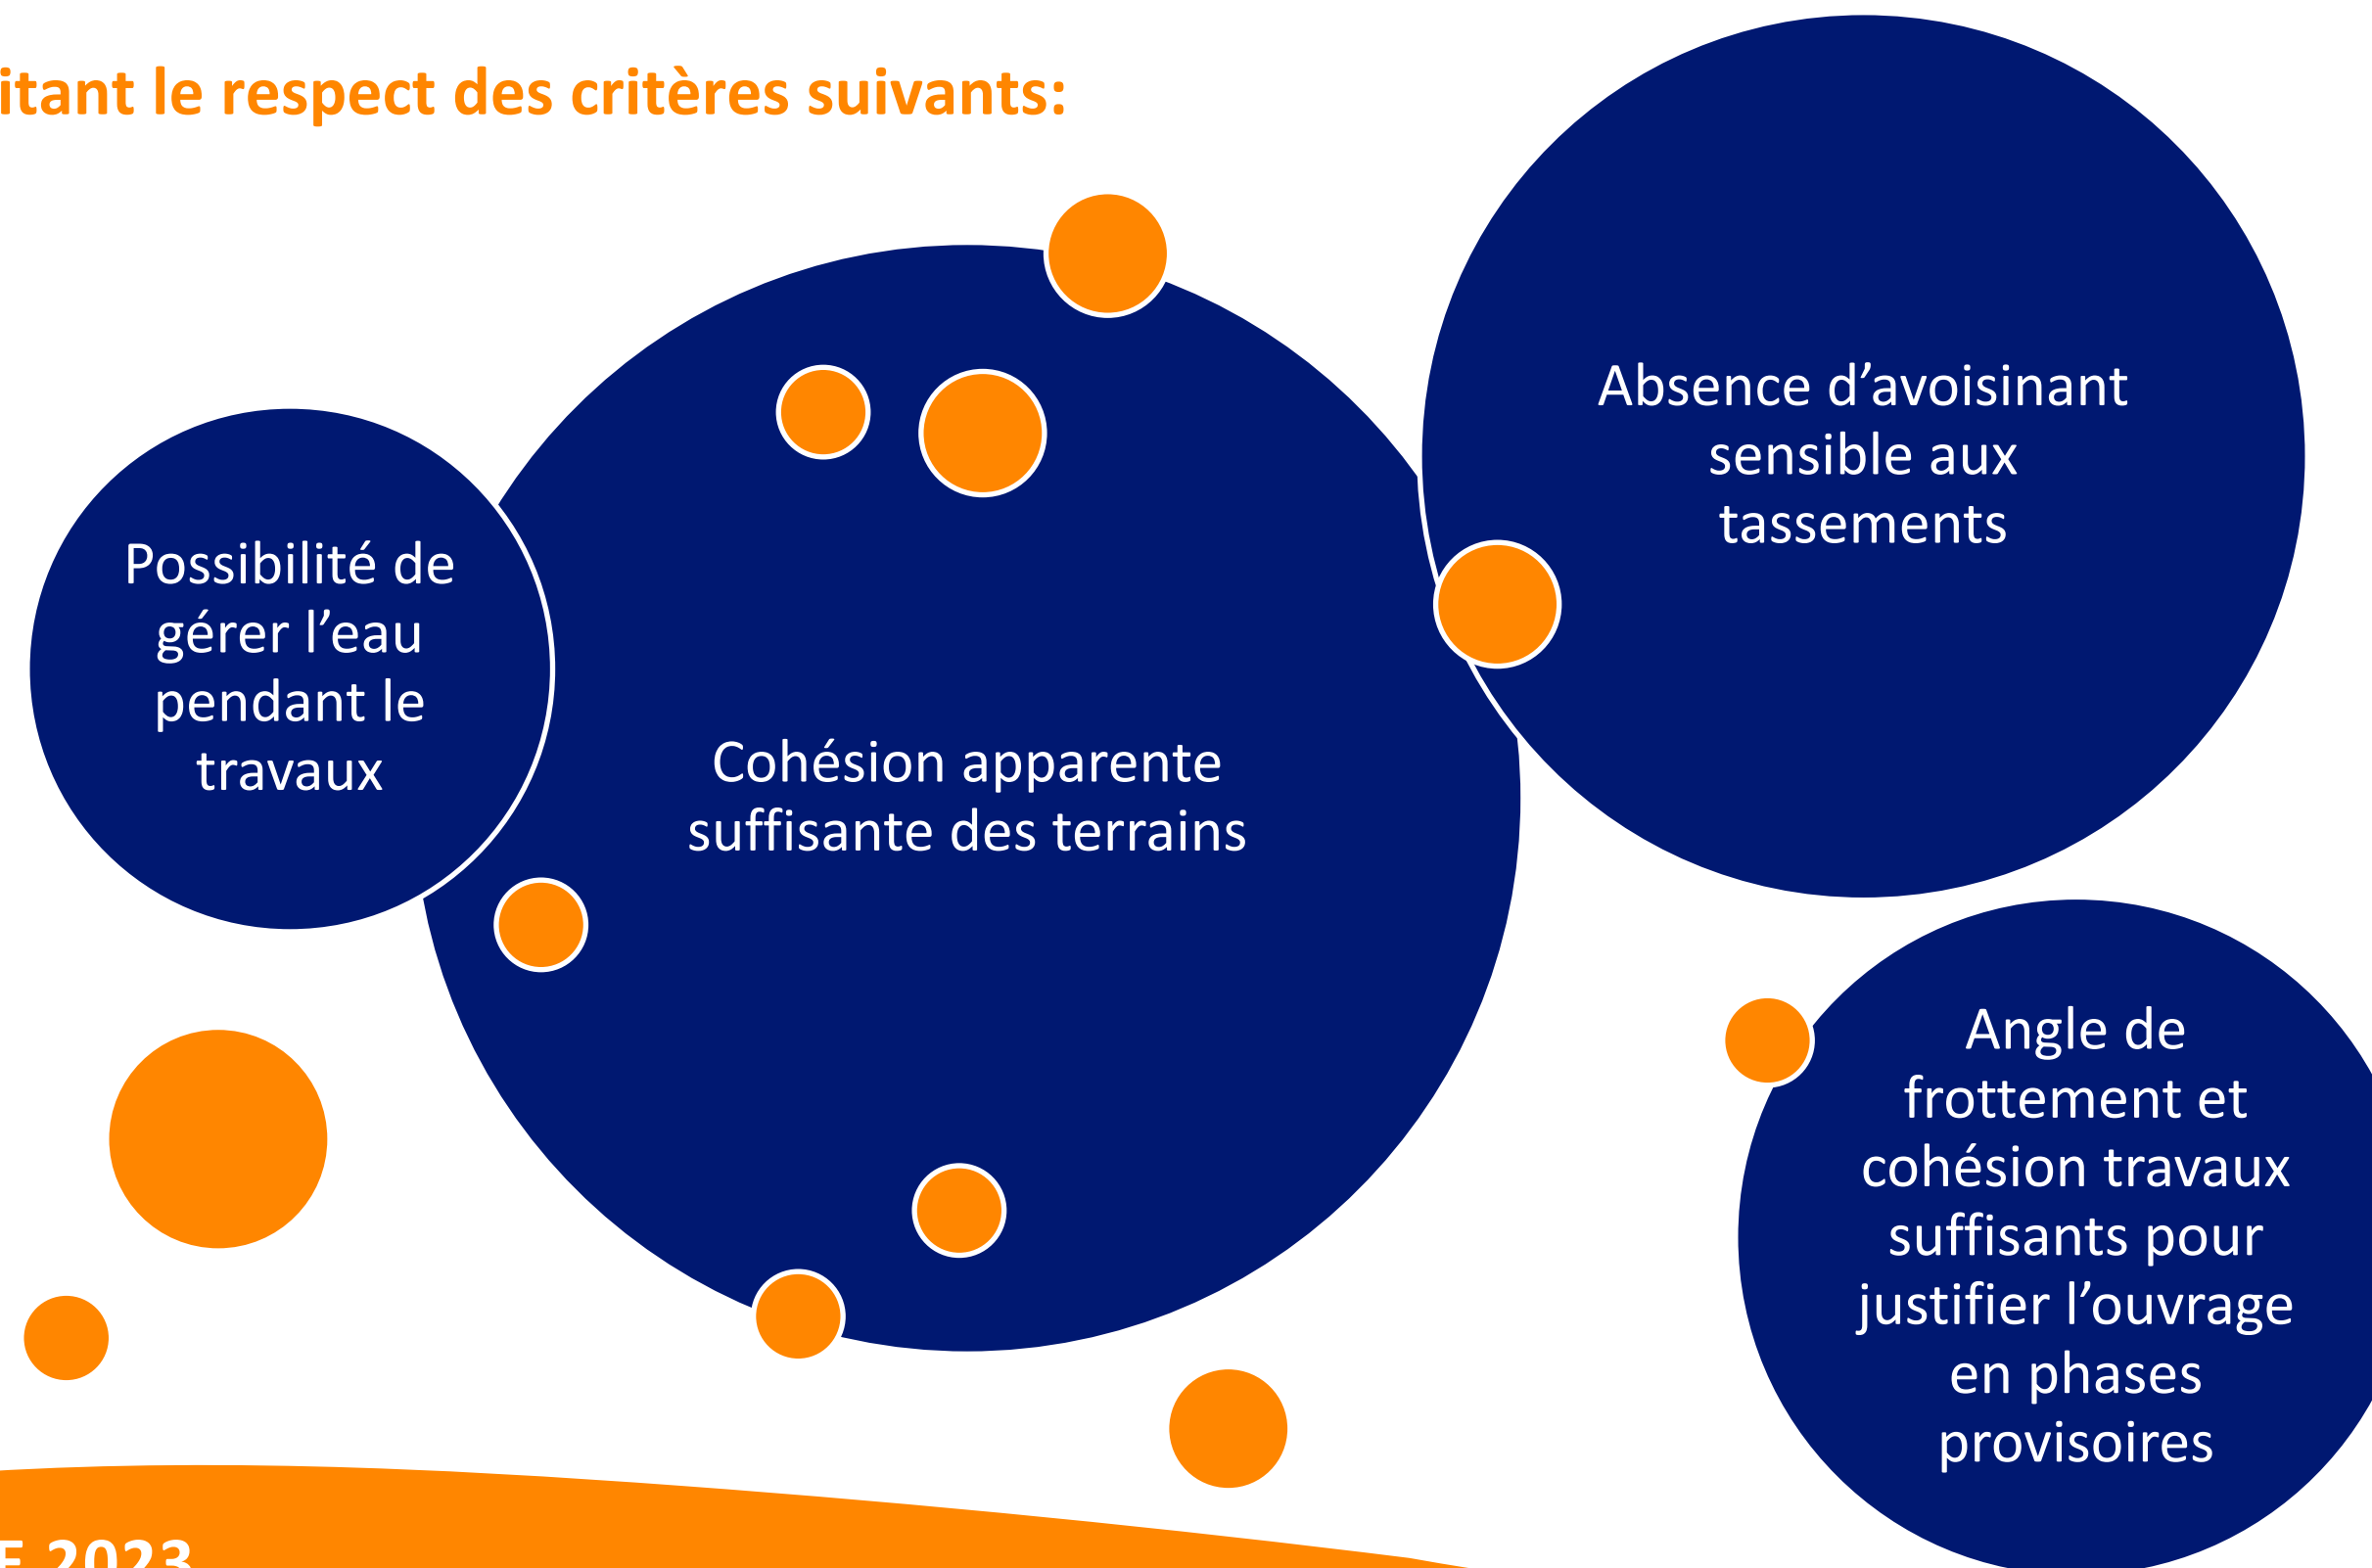 itant le respect des critères suivants:
Possibilité de
gérer l’eau
pendant le
travaux
Cohésion apparente
suffisante des terrains
Absence d’avoisinant
sensible aux
tassements
Angle de
frottement et
cohésion travaux
suffisants pour
justifier l’ouvrage
en phases
provisoires
E 2023